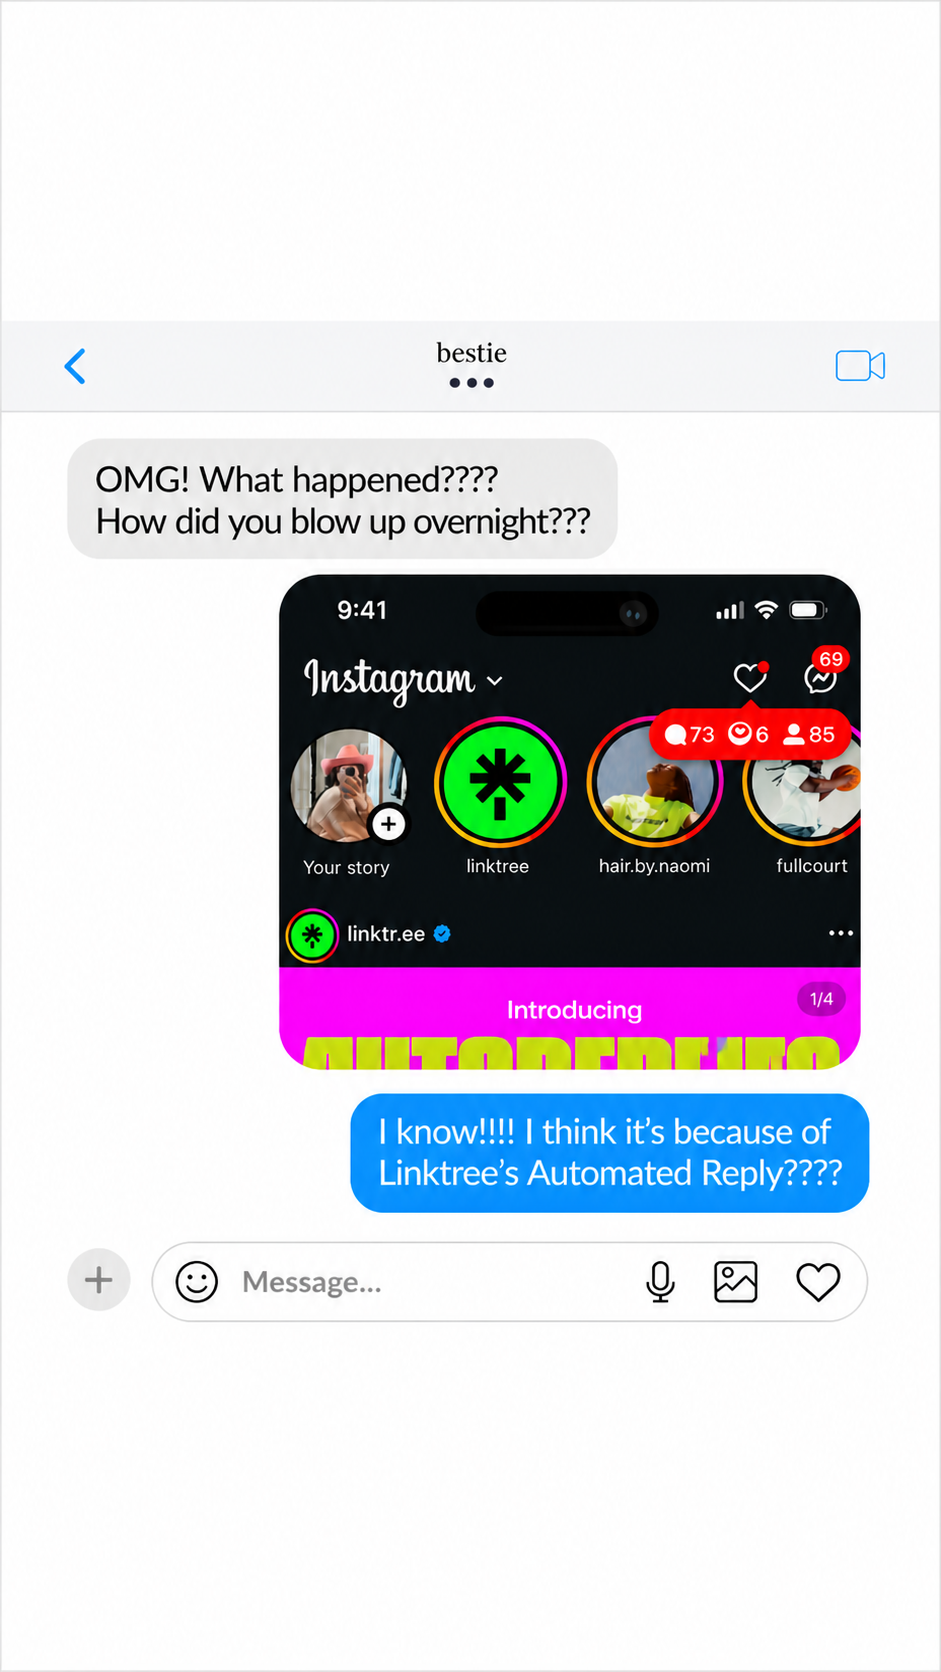 bestie
OMG! What happened????
How did you blow up overnight???
9:41
Instagram
69
73 6 85
Your story
linktree
hair.by.naomi
fullcourt
linktr.ee
1/4
Introducing
I know!!!! I think it’s because of
Linktree’s Automated Reply????
Message...